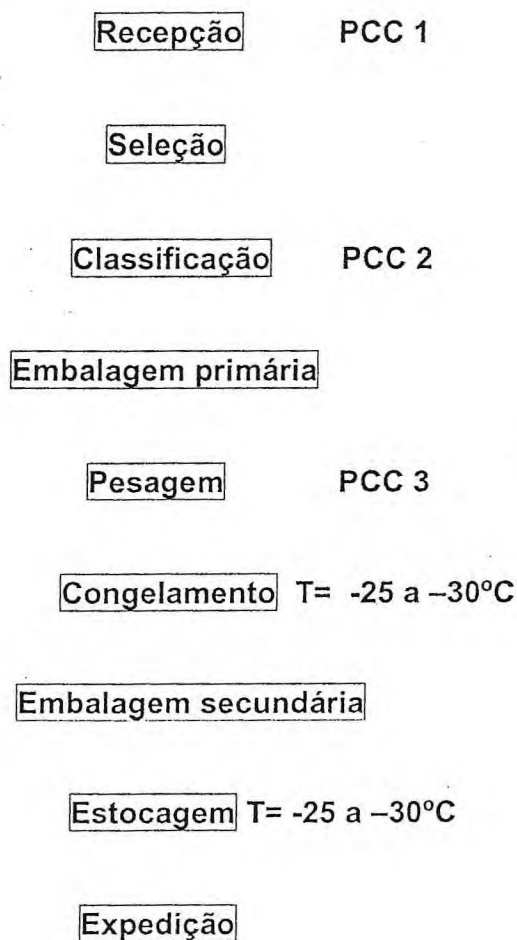 Recepção PCC 1
Seleção
Classificação PCC 2
Embalagem primária
Pesagem PCC 3
Congelamento T= -25 a –30ºC
Embalagem secundária
Estocagem T= -25 a –30ºC
Expedição